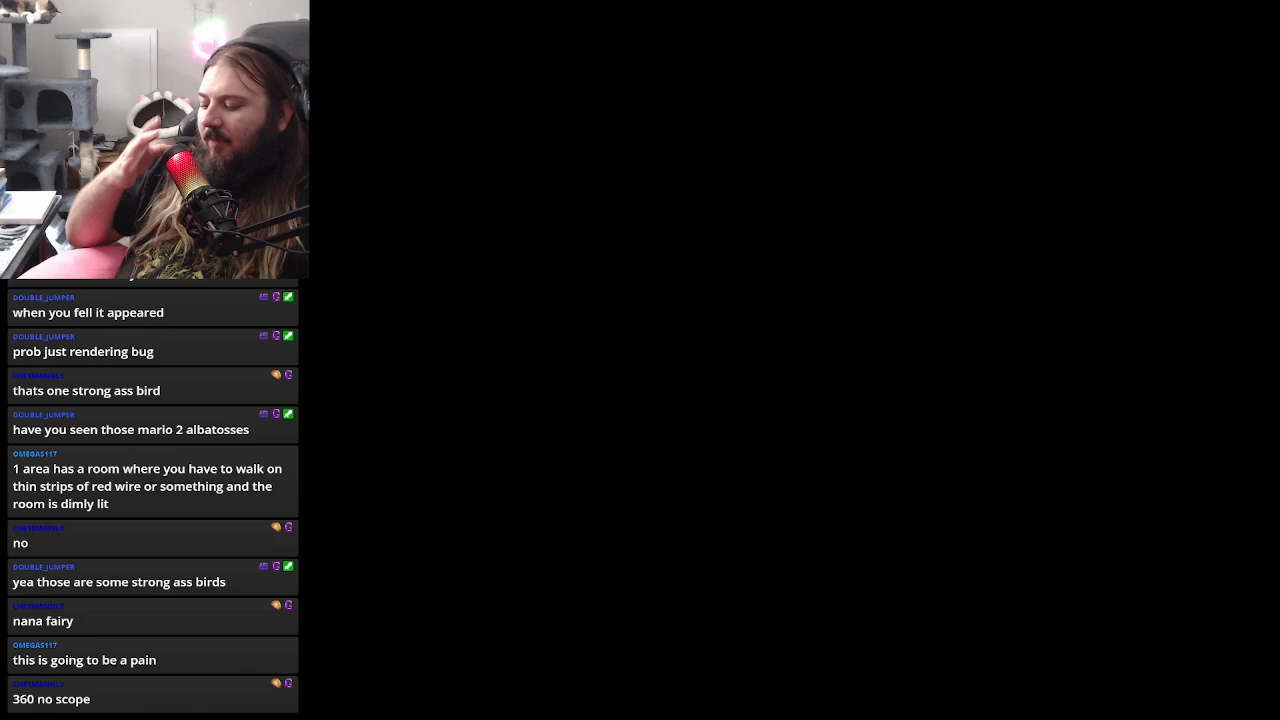 DOUBLE_JUMPER
when you fell it appeared
DOUBLE_JUMPER
prob just rendering bug
thats one strong ass bird
DOUBLE_JUMPER
have you seen those mario 2 albatosses
OMEGAS117
1 area has a room where you have to walk on
thin strips of red wire or something and the
room is dimly lit
no
DOUBLE_JUMPER
yea those are some strong ass birds
nana fairy
OMEGAS117
this is going to be a pain
360 no scope